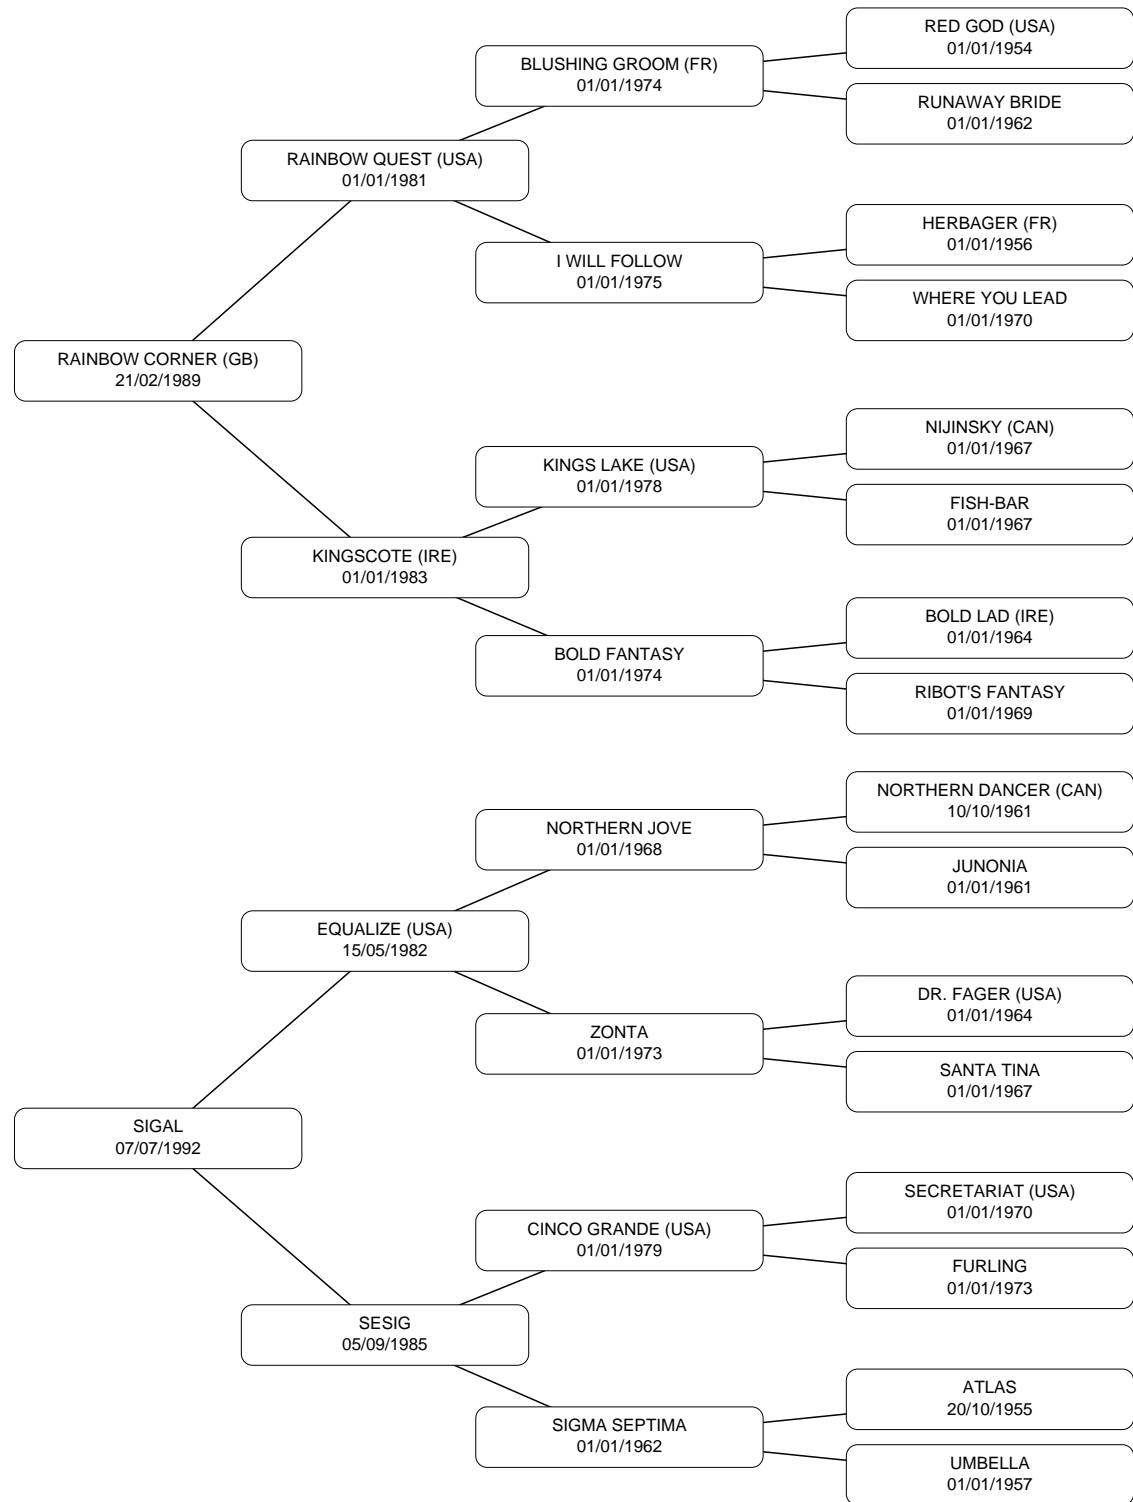 RED GOD (USA)
01/01/1954
BLUSHING GROOM (FR)
01/01/1974
RUNAWAY BRIDE
01/01/1962
RAINBOW QUEST (USA)
01/01/1981
HERBAGER (FR)
01/01/1956
I WILL FOLLOW
01/01/1975
WHERE YOU LEAD
01/01/1970
RAINBOW CORNER (GB)
21/02/1989
NIJINSKY (CAN)
01/01/1967
KINGS LAKE (USA)
01/01/1978
FISH-BAR
01/01/1967
KINGSCOTE (IRE)
01/01/1983
BOLD LAD (IRE)
01/01/1964
BOLD FANTASY
01/01/1974
RIBOT'S FANTASY
01/01/1969
NORTHERN DANCER (CAN)
10/10/1961
NORTHERN JOVE
01/01/1968
JUNONIA
01/01/1961
EQUALIZE (USA)
15/05/1982
DR. FAGER (USA)
01/01/1964
ZONTA
01/01/1973
SANTA TINA
01/01/1967
SIGAL
07/07/1992
SECRETARIAT (USA)
01/01/1970
CINCO GRANDE (USA)
01/01/1979
FURLING
01/01/1973
SESIG
05/09/1985
ATLAS
20/10/1955
SIGMA SEPTIMA
01/01/1962
UMBELLA
01/01/1957